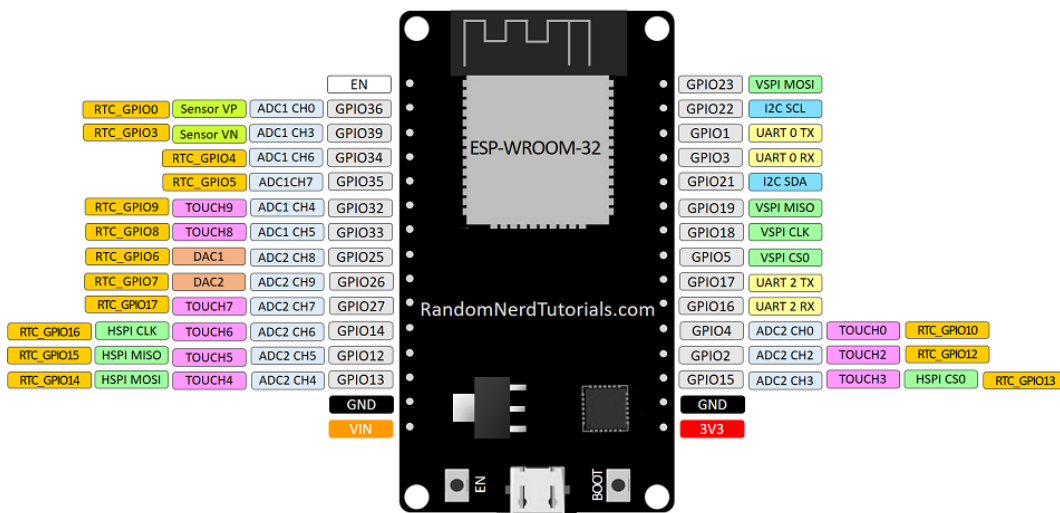 EN GPIO23 VSPI MOSI
RTC_GPIO0 Sensor VP ADC1 CH0 GPIO36 GPIO22 I2C SCL
RTC_GPIO3 Sensor VN ADC1 CH3 GPIO39 GPIO1 UART 0 TX
RTC_GPIO4 ADC1 CH6 GPIO34 ESP-WROOM-32 GPIO3 UART 0 RX
RTC_GPIO5 ADC1CH7 GPIO35 GPIO21 I2C SDA
RTC_GPIO9 TOUCH9 ADC1 CH4 GPIO32 GPIO19 VSPI MISO
RTC_GPIO8 TOUCH8 ADC1 CH5 GPIO33 GPIO18 VSPI CLK
RTC_GPIO6 DAC1 ADC2 CH8 GPIO25 GPIO5 VSPI CS0
RTC_GPIO7 DAC2 ADC2 CH9 GPIO26 GPIO17 UART 2 TX
RTC_GPIO17 TOUCH7 ADC2 CH7 GPIO27 RandomNerdTutorials.com GPIO16 UART 2 RX
RTC_GPIO16 HSPI CLK TOUCH6 ADC2 CH6 GPIO14 GPIO4 ADC2 CH0 TOUCH0 RTC_GPIO10
RTC_GPIO15 HSPI MISO TOUCH5 ADC2 CH5 GPIO12 GPIO2 ADC2 CH2 TOUCH2 RTC_GPIO12
RTC_GPIO14 HSPI MOSI TOUCH4 ADC2 CH4 GPIO13 GPIO15 ADC2 CH3 TOUCH3 HSPI CS0 RTC_GPIO13
GND GND
VIN 3V3
EN BOOT